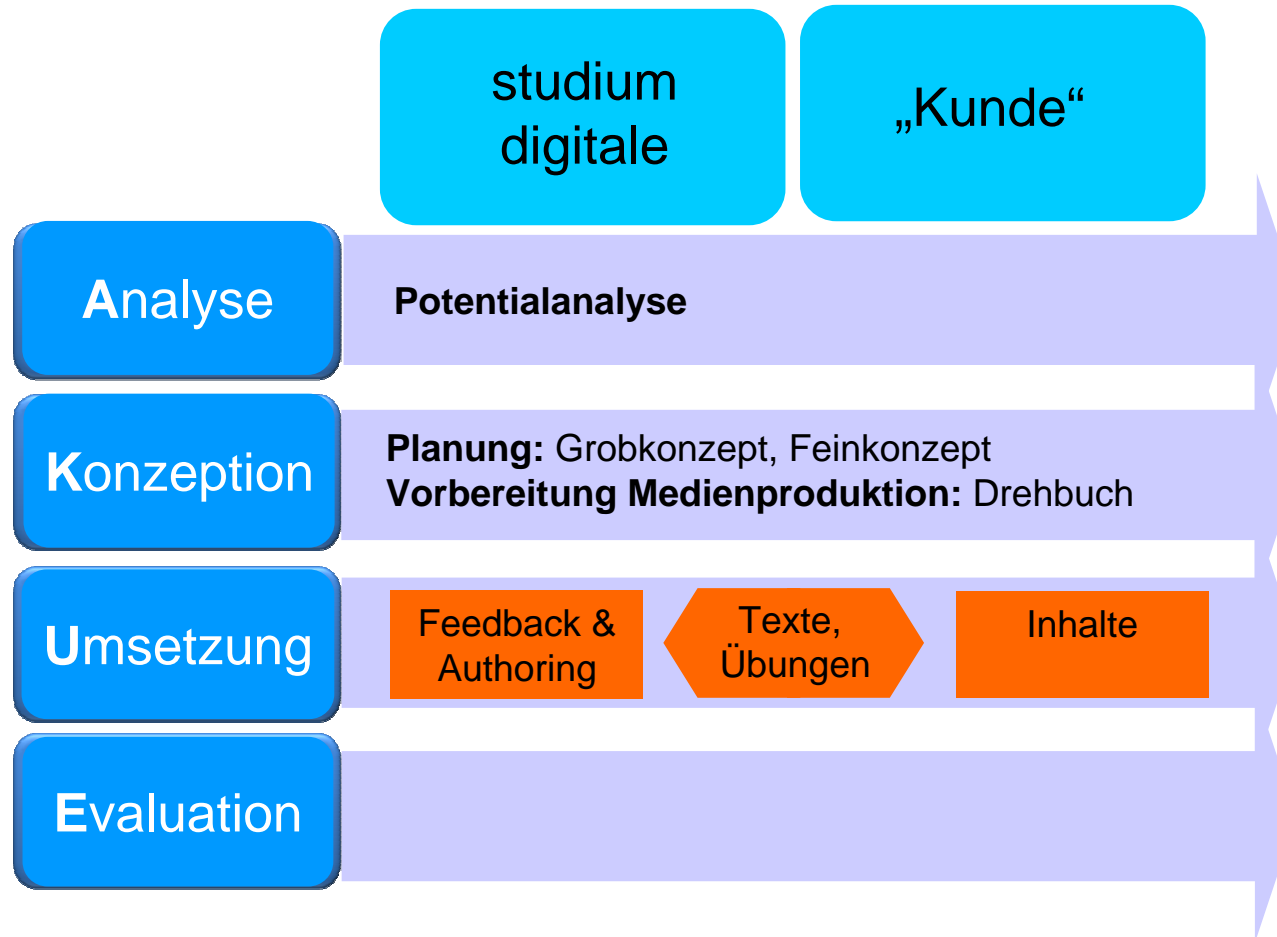 studium
digitale
„Kunde“
Analyse
Potentialanalyse
Konzeption
Planung: Grobkonzept, Feinkonzept
Vorbereitung Medienproduktion: Drehbuch
Umsetzung
Feedback &
Authoring
Texte,
Übungen
Inhalte
Evaluation